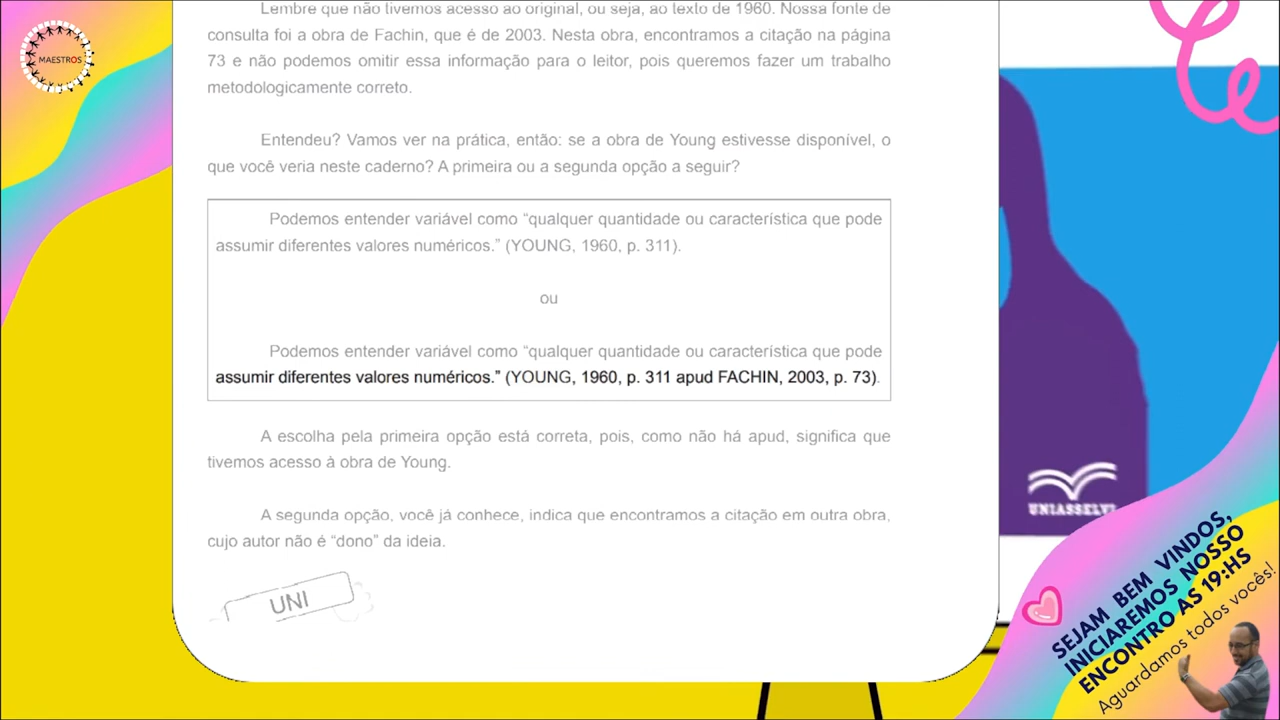 MAESTROS
Lembre que não tivemos acesso ao original, ou seja, ao texto de 1960. Nossa fonte de
consulta foi a obra de Fachin, que é de 2003. Nesta obra, encontramos a citação na página
73 e não podemos omitir essa informação para o leitor, pois queremos fazer um trabalho
metodologicamente correto.
Entendeu? Vamos ver na prática, então: se a obra de Young estivesse disponível, o
que você veria neste caderno? A primeira ou a segunda opção a seguir?
Podemos entender variável como “qualquer quantidade ou característica que pode
assumir diferentes valores numéricos.” (YOUNG, 1960, p. 311).
ou
Podemos entender variável como “qualquer quantidade ou característica que pode
assumir diferentes valores numéricos.” (YOUNG, 1960, p. 311 apud FACHIN, 2003, p. 73).
A escolha pela primeira opção está correta, pois, como não há apud, significa que
tivemos acesso à obra de Young.
A segunda opção, você já conhece, indica que encontramos a citação em outra obra,
cujo autor não é “dono” da ideia.
UNI
UNIASSELVI
SEJAM BEM VINDOS,
INICIAREMOS NOSSO
ENCONTRO AS 19:HS
Aguardamos todos vocês!